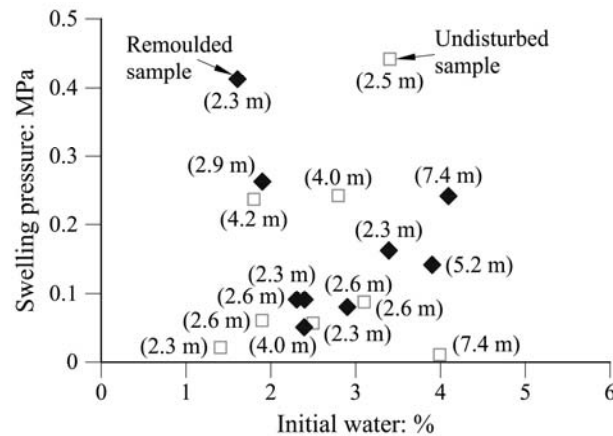 0.5
0.4
0.3
0.2
0.1
0
Swelling pressure: MPa
Remoulded
sample
Undisturbed
sample
(2.3 m)
(2.5 m)
(2.9 m)
(4.0 m)
(7.4 m)
(4.2 m)
(2.3 m)
(5.2 m)
(2.3 m)
(2.6 m)
(2.6 m)
(2.6 m)
(2.6 m)
(2.3 m)
(4.0 m)
(2.3 m)
(7.4 m)
0
1
2
3
4
5
6
Initial water: %